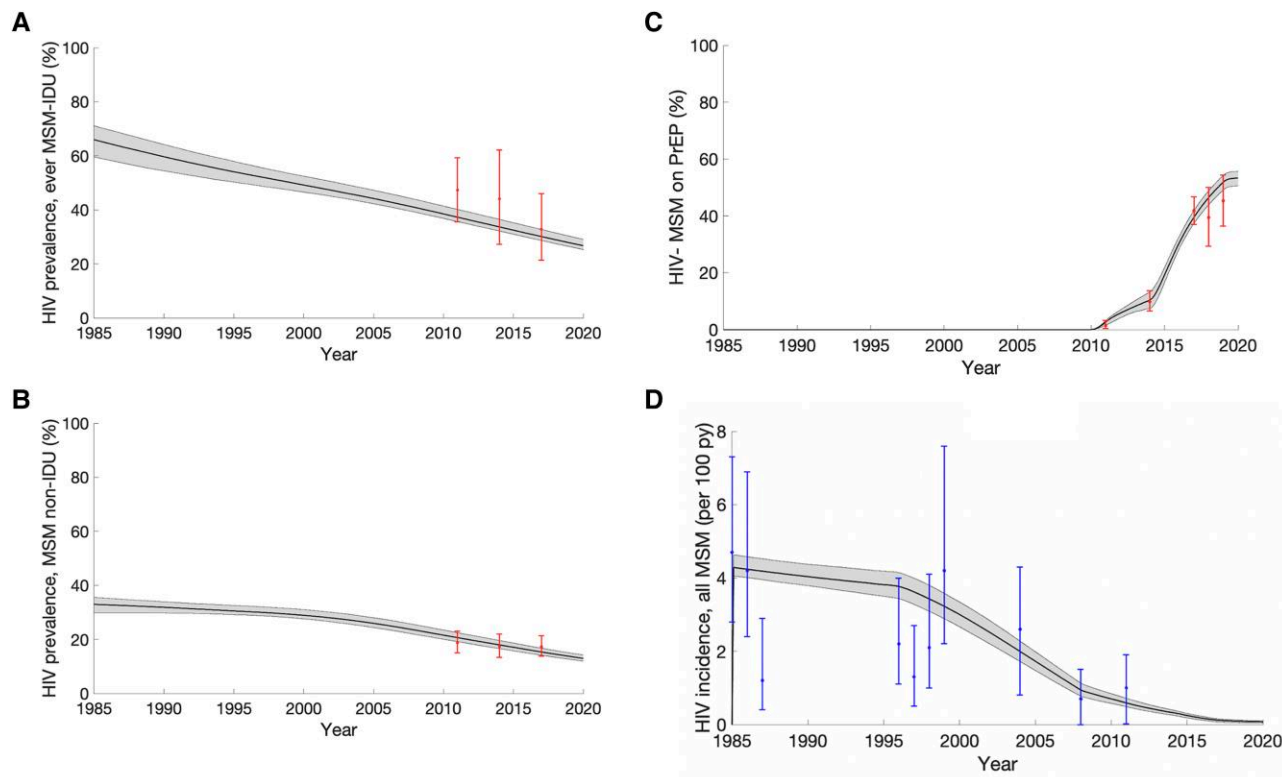 A
HIV prevalence, ever MSM-IDU (%)
100
80
60
40
20
0
1985 1990 1995 2000 2005 2010 2015 2020
Year
B
HIV prevalence, MSM non-IDU (%)
100
80
60
40
20
0
1985 1990 1995 2000 2005 2010 2015 2020
Year
C
HIV- MSM on PrEP (%)
100
80
60
40
20
0
1985 1990 1995 2000 2005 2010 2015 2020
Year
D
HIV incidence, all MSM (per 100 py)
8
6
4
2
0
1985 1990 1995 2000 2005 2010 2015 2020
Year